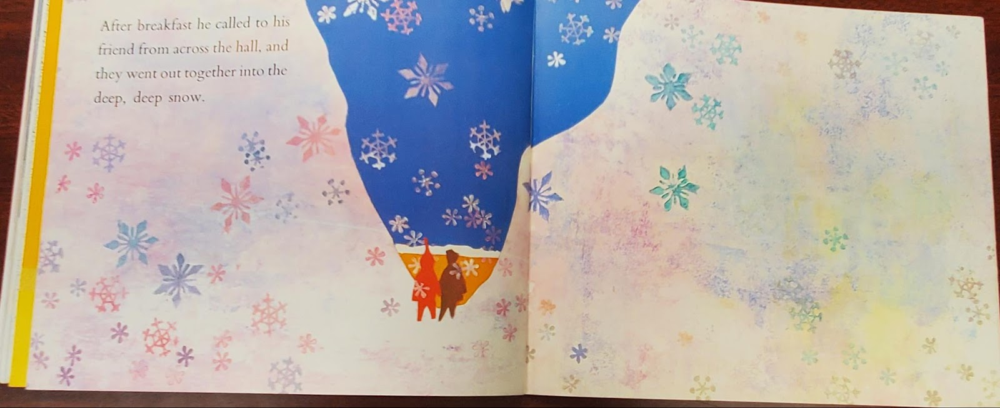 After breakfast he called to his
friend from across the hall, and
they went out together into the
deep, deep snow.